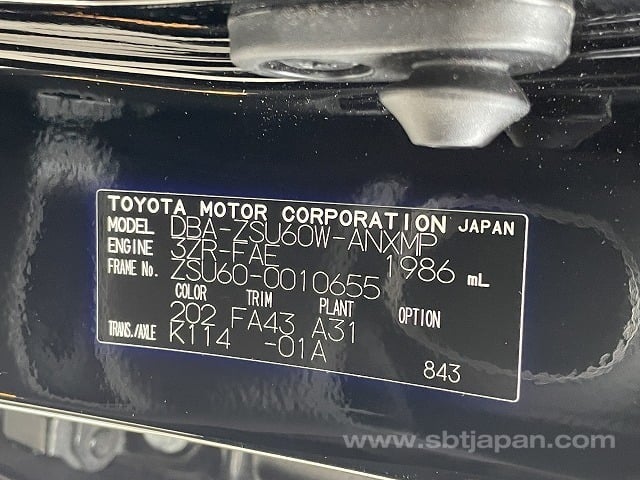 TOYOTA MOTOR CORPORATION JAPAN
MODEL DBA-ZSU60W-ANXMP
ENGINE 3ZR-FAE 1986 mL
FRAME No. ZSU60-0010655
COLOR TRIM PLANT OPTION
202 FA43 A31
TRANS./AXLE K114 -01A
843
www.sbtjapan.com